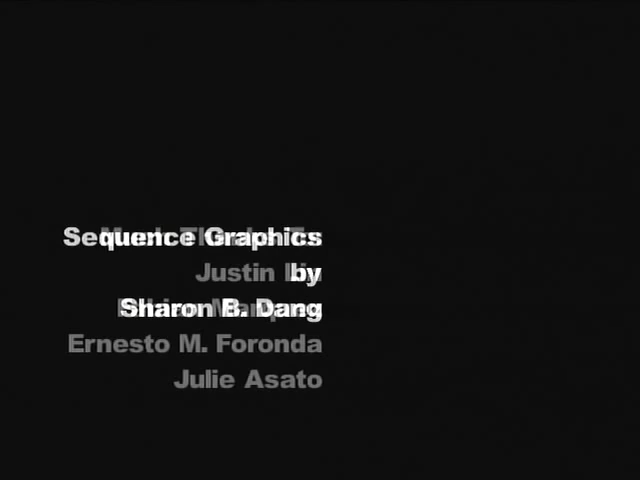 Sequence Graphics
Justin by
Sharon B. Dang
Ernesto M. Foronda
Julie Asato